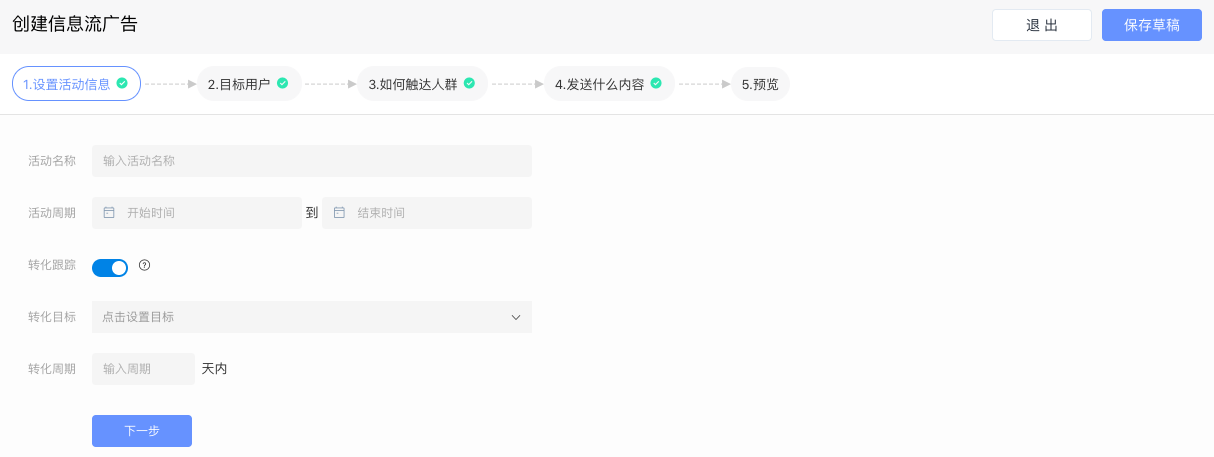 创建信息流广告
退 出
保存草稿
1.设置活动信息
2.目标用户
3.如何触达人群
4.发送什么内容
5.预览
活动名称
输入活动名称
活动周期
开始时间
到
结束时间
转化跟踪
转化目标
点击设置目标
转化周期
输入周期
天内
下一步